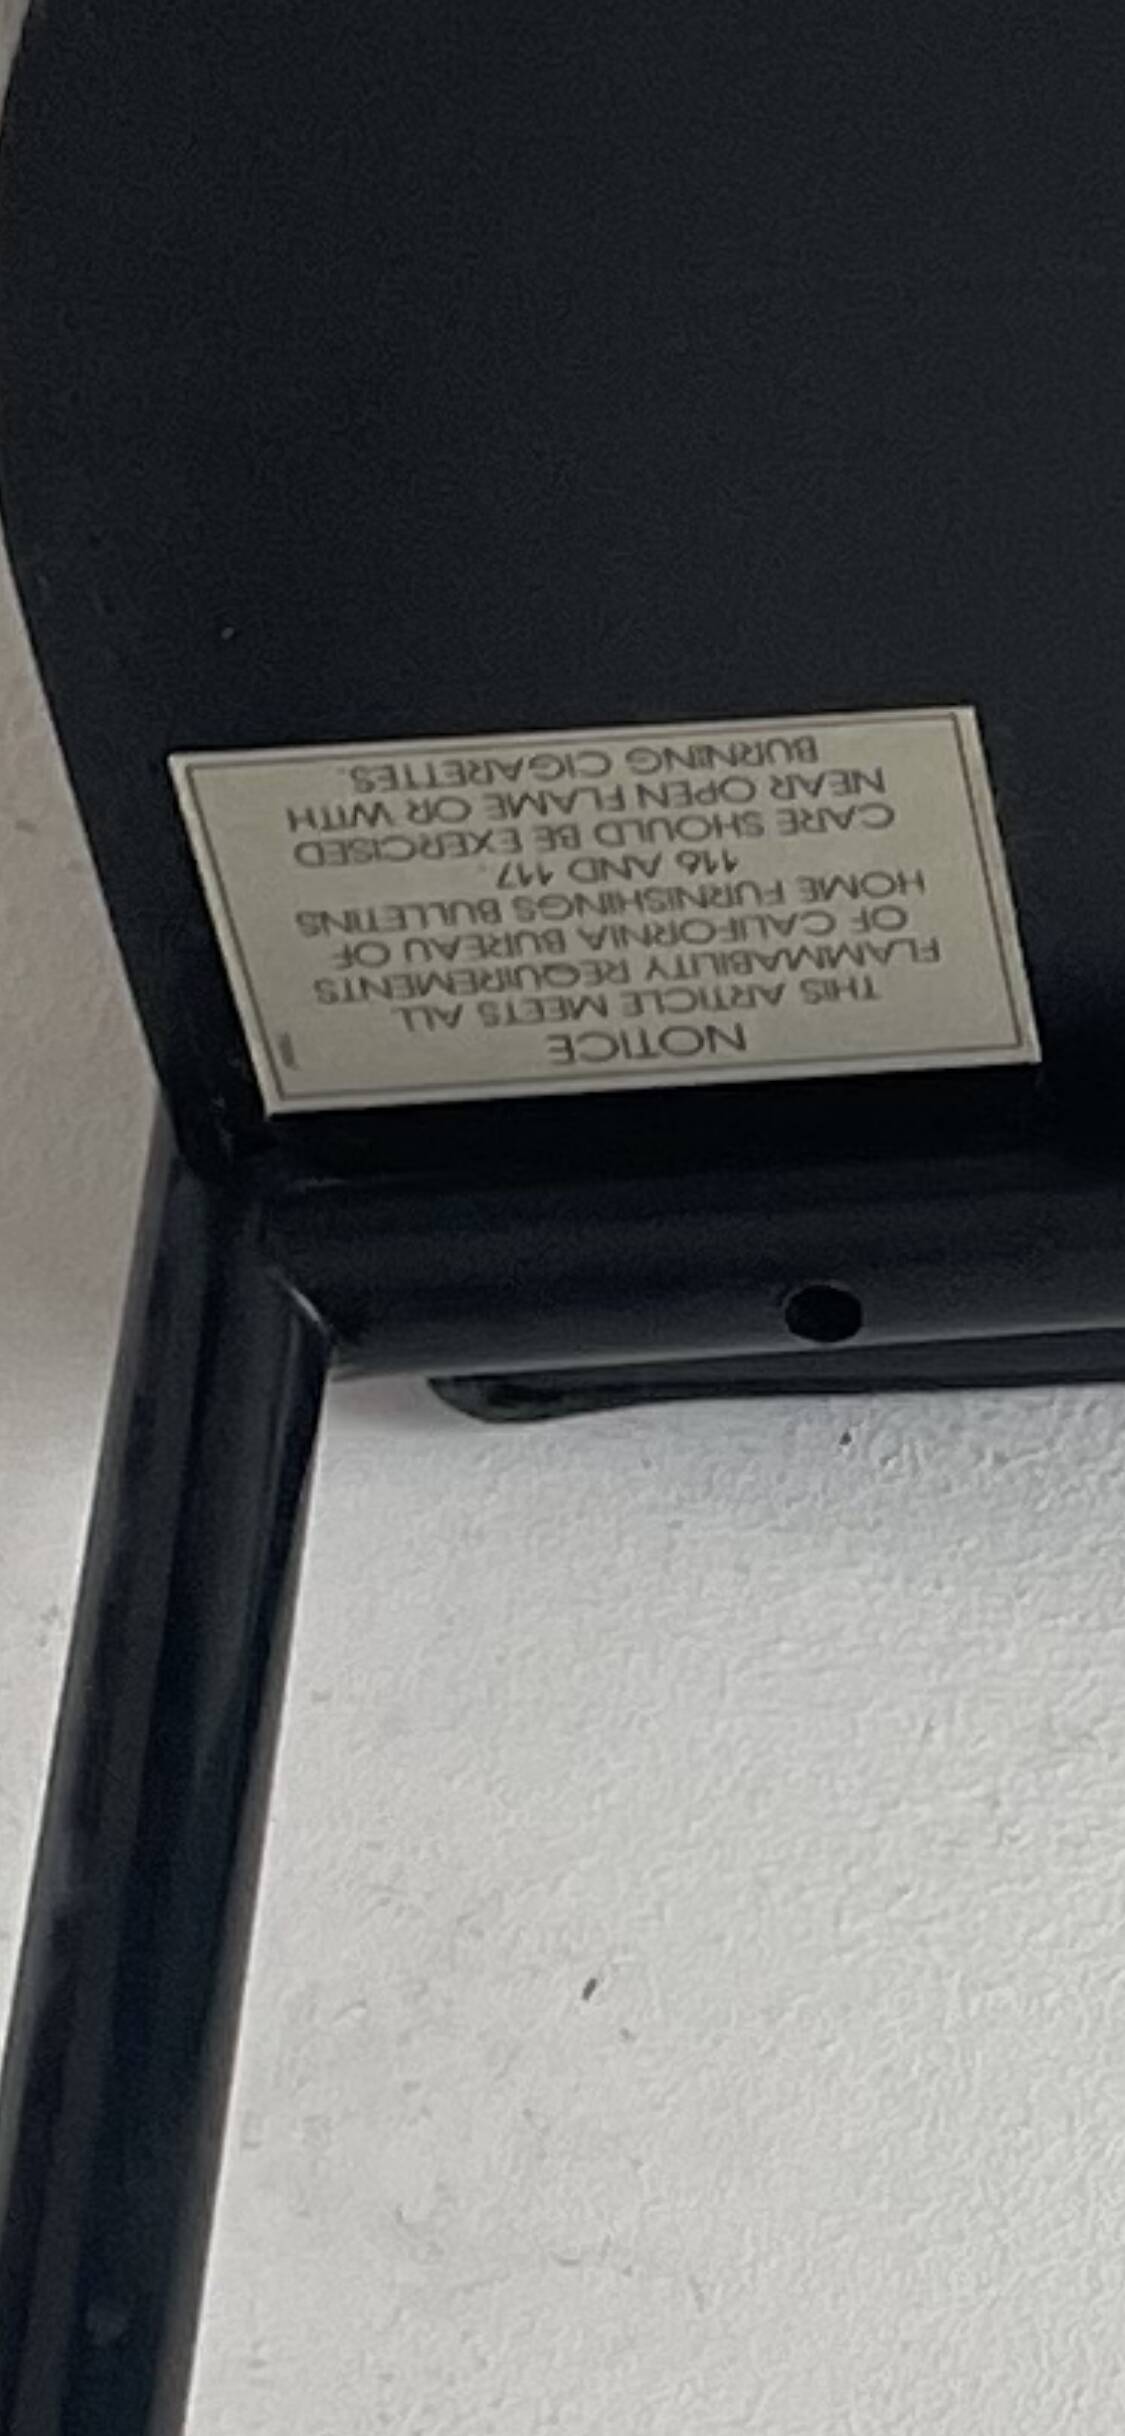 NOTICE
THIS ARTICLE MEETS ALL
FLAMMABILITY REQUIREMENTS
OF CALIFORNIA BUREAU OF
HOME FURNISHINGS BULLETINS
116 AND 117.
CARE SHOULD BE EXERCISED
NEAR OPEN FLAME OR WITH
BURNING CIGARETTES.